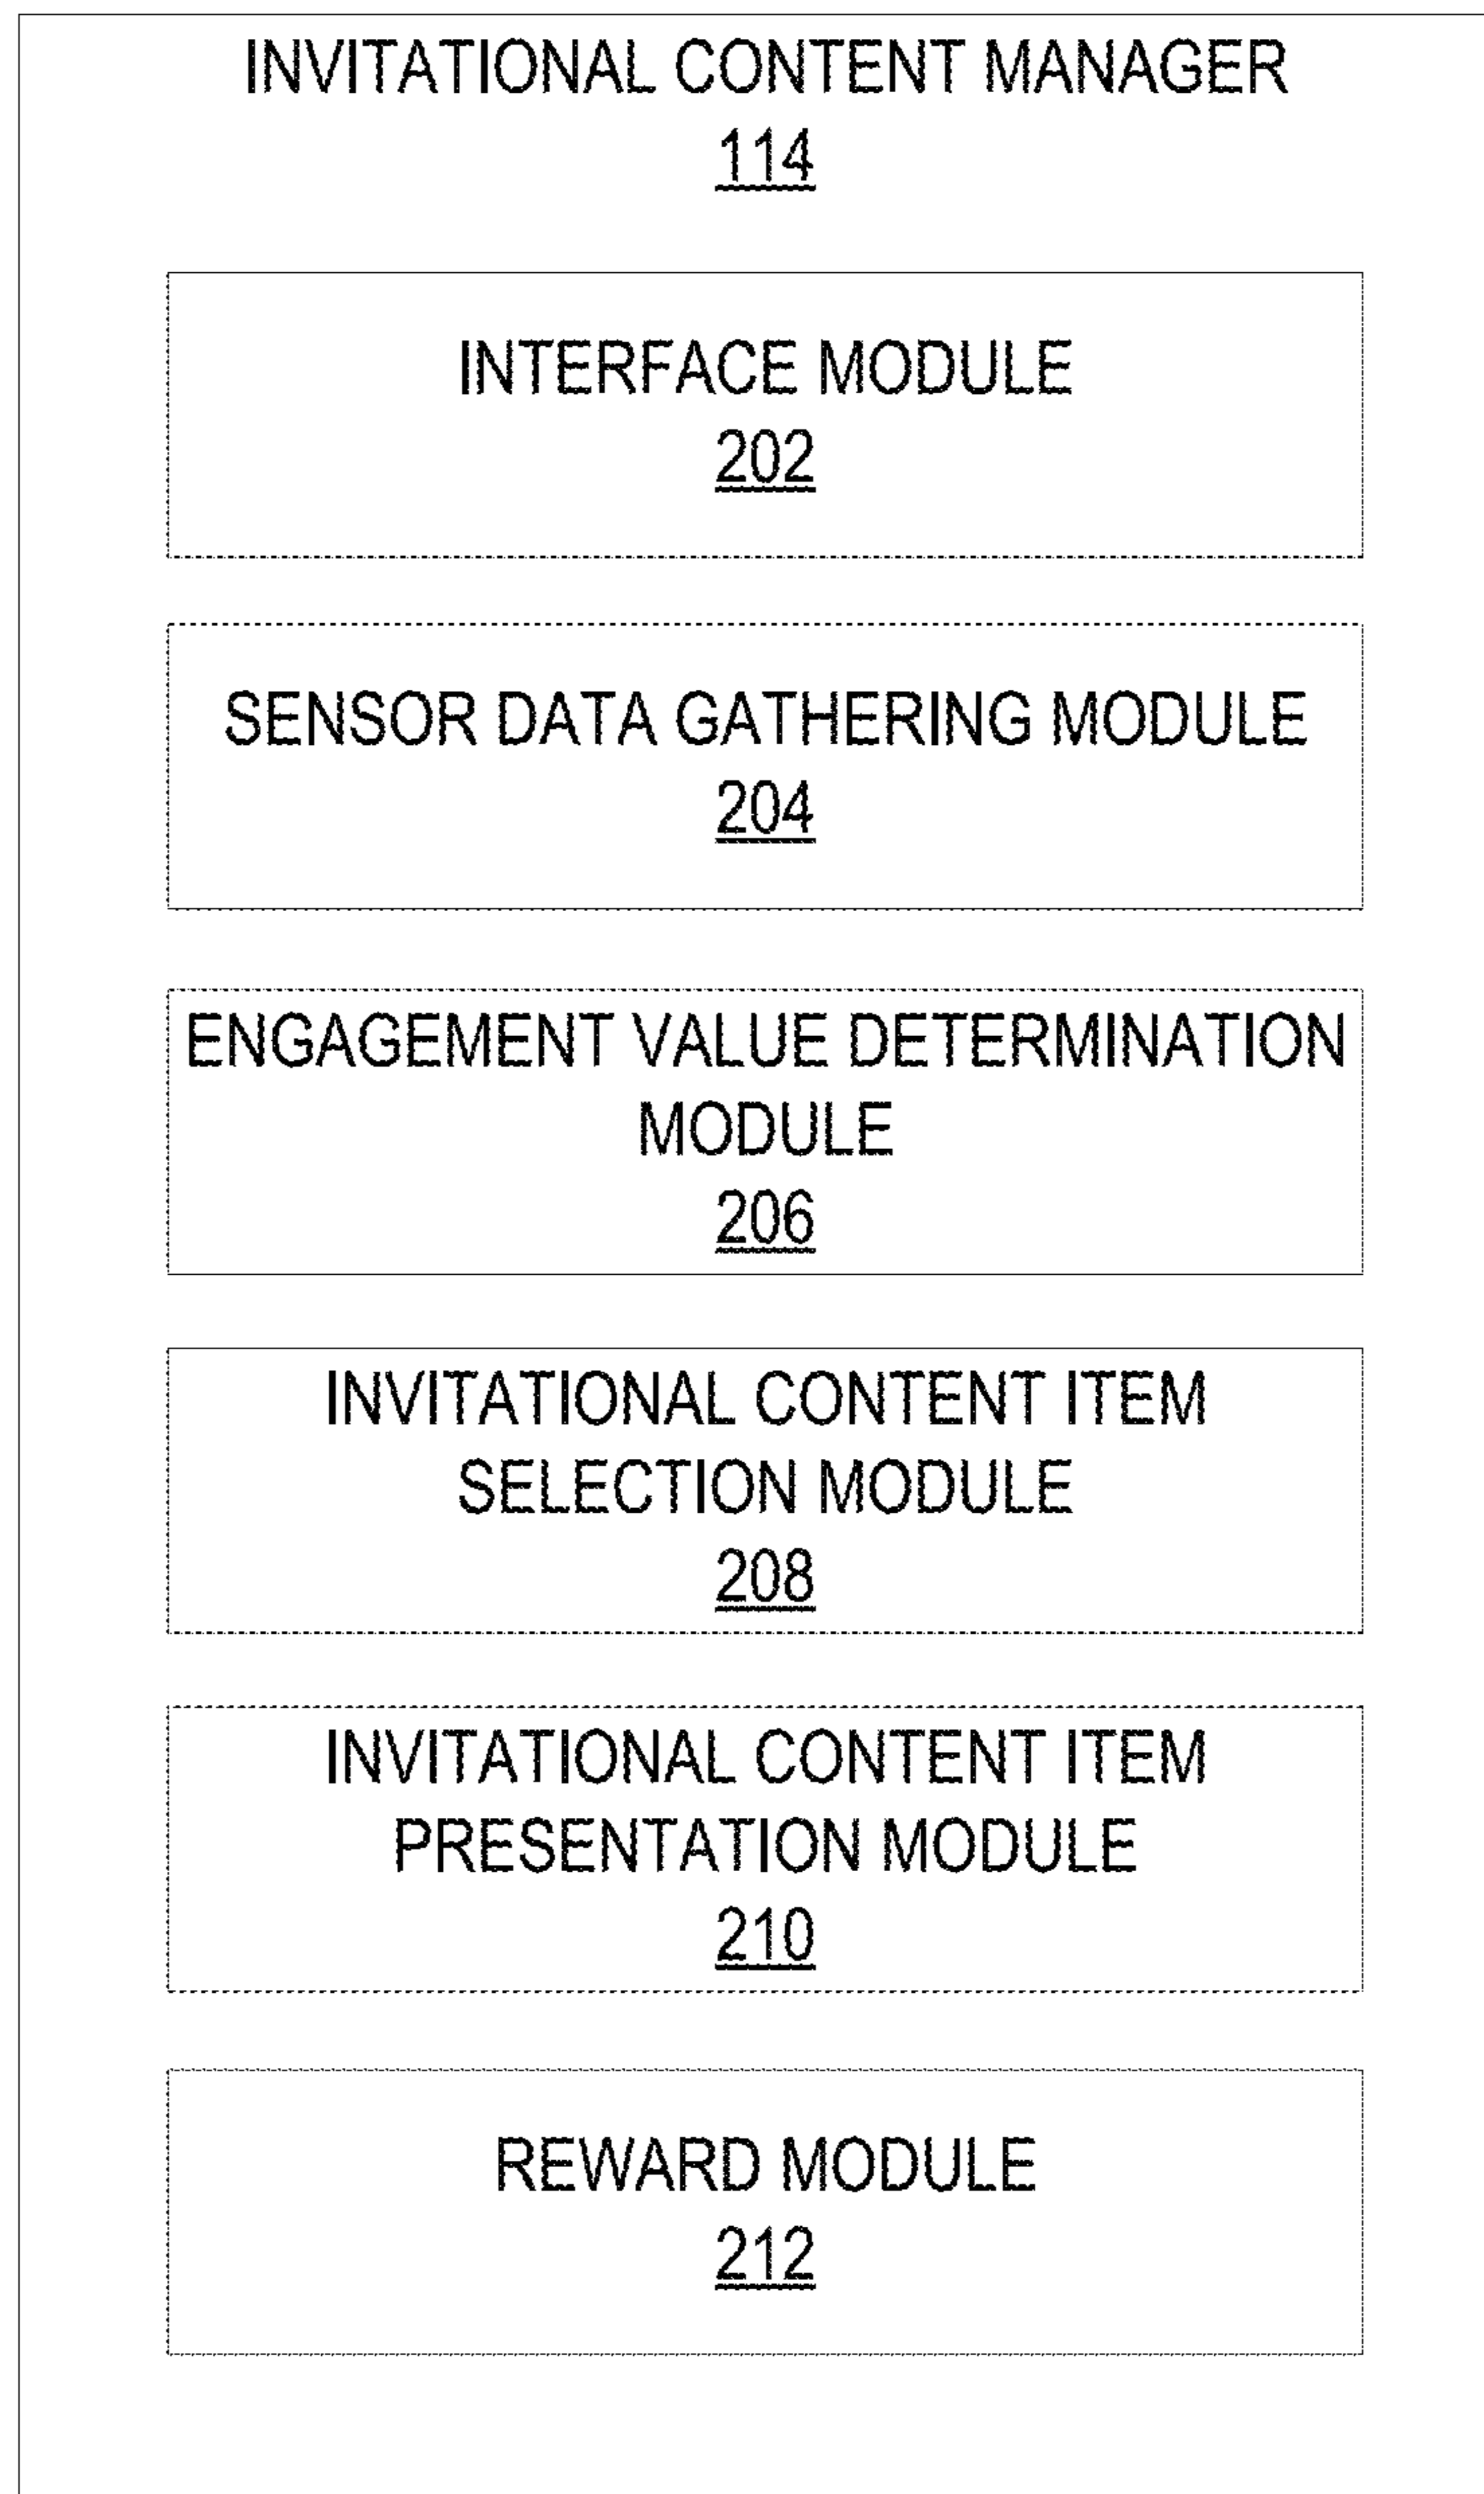 INVITATIONAL CONTENT MANAGER
114
INTERFACE MODULE
202
SENSOR DATA GATHERING MODULE
204
ENGAGEMENT VALUE DETERMINATION
MODULE
206
INVITATIONAL CONTENT ITEM
SELECTION MODULE
208
INVITATIONAL CONTENT ITEM
PRESENTATION MODULE
210
REWARD MODULE
212